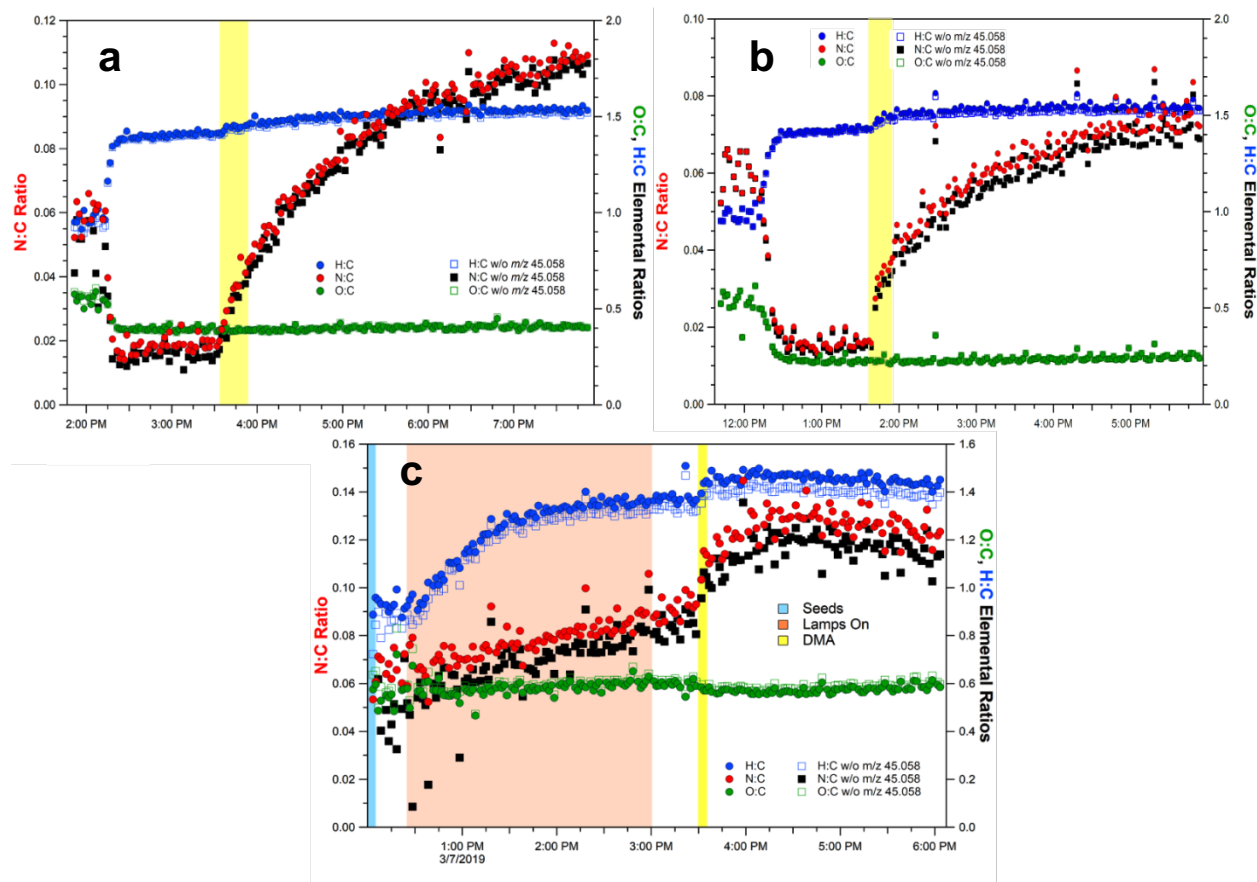 a
0.12
0.10
0.08
0.06
0.04
0.02
0.00
N:C Ratio
2.0
1.5
1.0
0.5
0.0
O:C, H:C Elemental Ratios
H:C
N:C
O:C
H:C w/o m/z 45.058
N:C w/o m/z 45.058
O:C w/o m/z 45.058
2:00 PM 3:00 PM 4:00 PM 5:00 PM 6:00 PM 7:00 PM
b
0.10
0.08
0.06
0.04
0.02
0.00
N:C Ratio
2.0
1.5
1.0
0.5
0.0
O:C, H:C Elemental Ratios
H:C
N:C
O:C
H:C w/o m/z 45.058
N:C w/o m/z 45.058
O:C w/o m/z 45.058
12:00 PM 1:00 PM 2:00 PM 3:00 PM 4:00 PM 5:00 PM
c
0.16
0.14
0.12
0.10
0.08
0.06
0.04
0.02
0.00
N:C Ratio
1.6
1.4
1.2
1.0
0.8
0.6
0.4
0.2
0.0
O:C, H:C Elemental Ratios
Seeds
Lamps On
DMA
H:C
N:C
O:C
H:C w/o m/z 45.058
N:C w/o m/z 45.058
O:C w/o m/z 45.058
1:00 PM 2:00 PM 3:00 PM 4:00 PM 5:00 PM 6:00 PM
3/7/2019